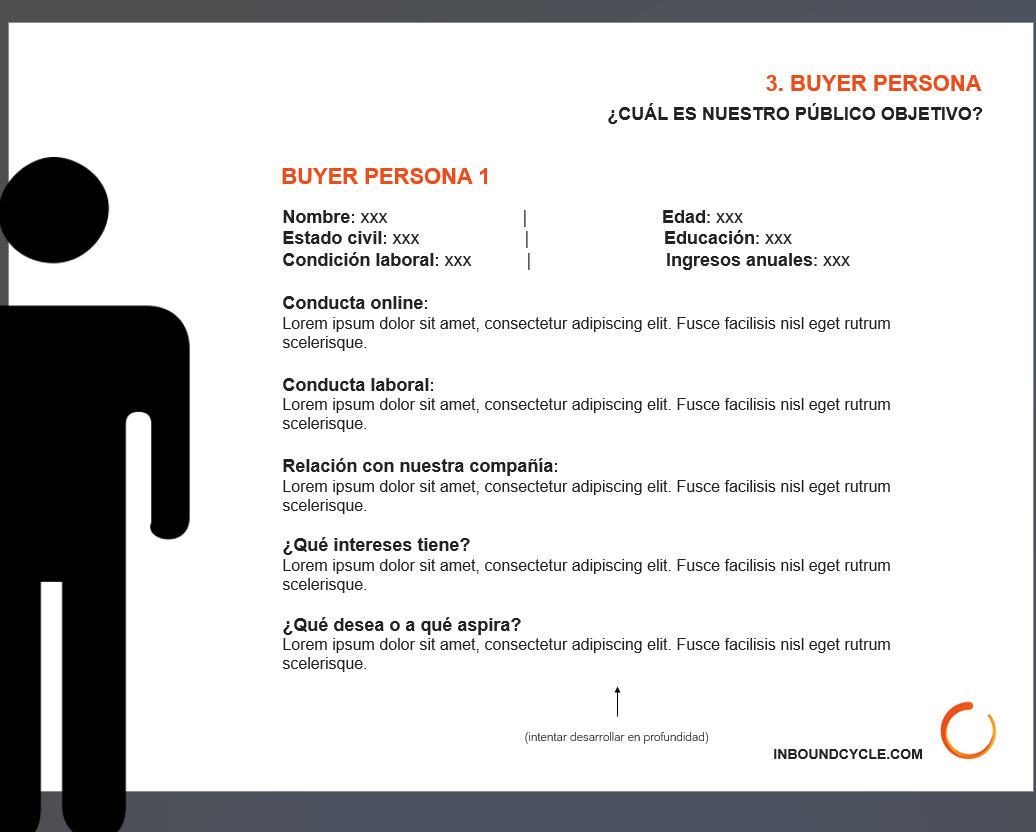 3. BUYER PERSONA
¿CUÁL ES NUESTRO PÚBLICO OBJETIVO?
BUYER PERSONA 1
Nombre: xxx | Edad: xxx
Estado civil: xxx | Educación: xxx
Condición laboral: xxx | Ingresos anuales: xxx
Conducta online:
Lorem ipsum dolor sit amet, consectetur adipiscing elit. Fusce facilisis nisl eget rutrum
scelerisque.
Conducta laboral:
Lorem ipsum dolor sit amet, consectetur adipiscing elit. Fusce facilisis nisl eget rutrum
scelerisque.
Relación con nuestra compañía:
Lorem ipsum dolor sit amet, consectetur adipiscing elit. Fusce facilisis nisl eget rutrum
scelerisque.
¿Qué intereses tiene?
Lorem ipsum dolor sit amet, consectetur adipiscing elit. Fusce facilisis nisl eget rutrum
scelerisque.
¿Qué desea o a qué aspira?
Lorem ipsum dolor sit amet, consectetur adipiscing elit. Fusce facilisis nisl eget rutrum
scelerisque.
(intentar desarrollar en profundidad)
INBOUNDCYCLE.COM